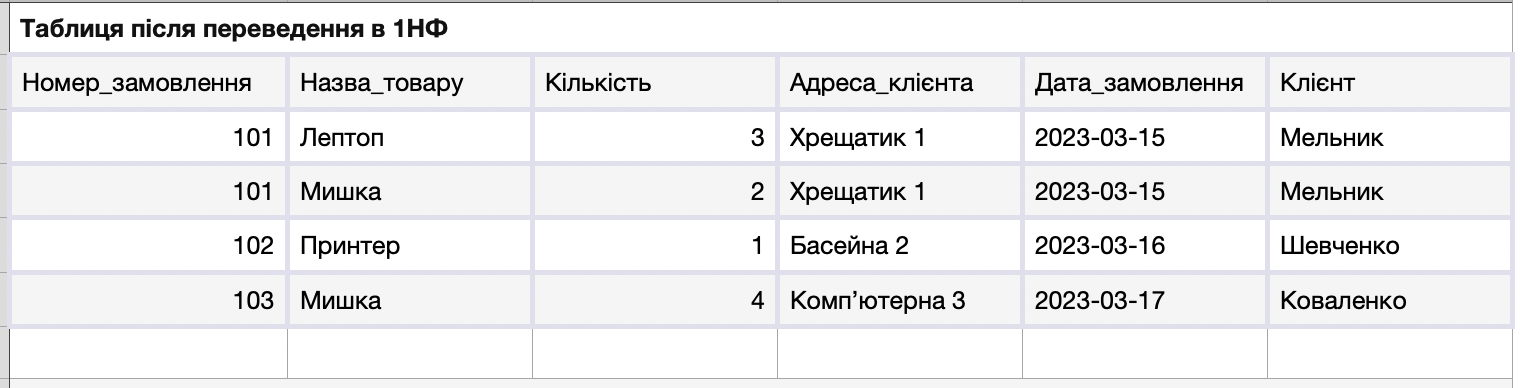 Таблиця після переведення в 1НФ
Номер_замовлення Назва_товару Кількість Адреса_клієнта Дата_замовлення Клієнт
101 Лептоп 3 Хрещатик 1 2023-03-15 Мельник
101 Мишка 2 Хрещатик 1 2023-03-15 Мельник
102 Принтер 1 Басейна 2 2023-03-16 Шевченко
103 Мишка 4 Комп’ютерна 3 2023-03-17 Коваленко